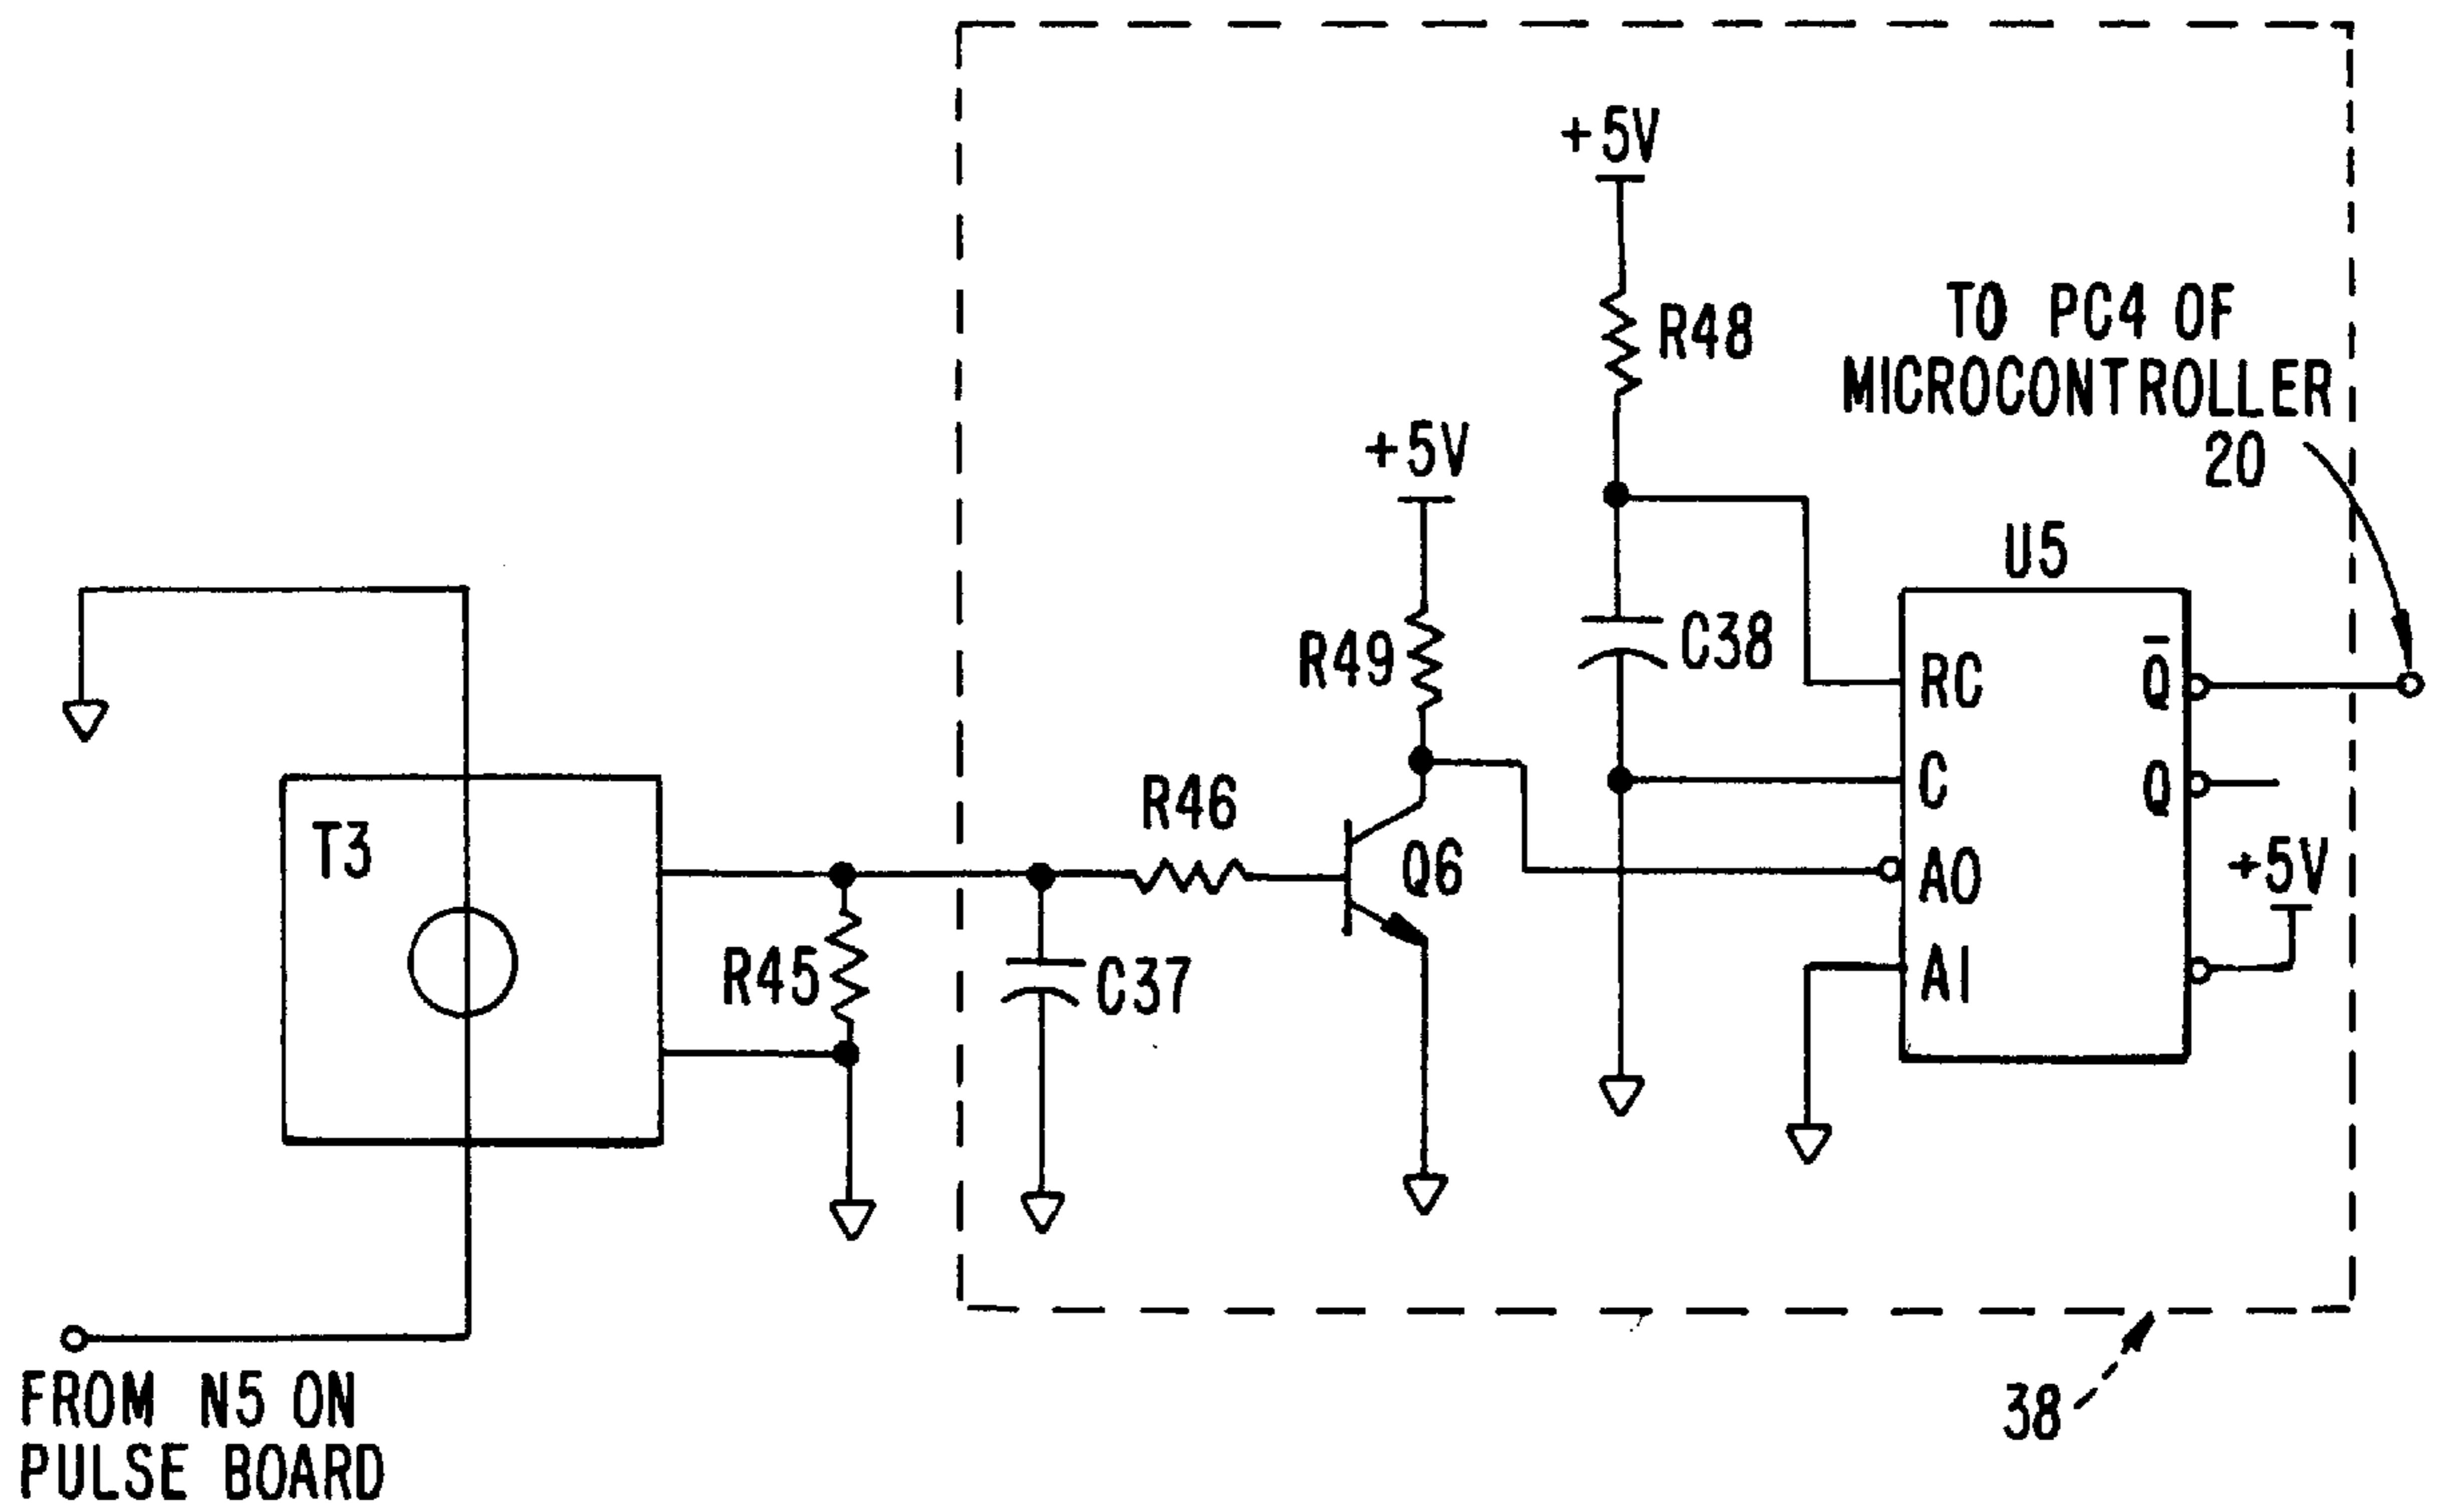 +5V
R48
TO PC4 OF
MICROCONTROLLER
20
+5V
U5
R49
C38
RC
Q̅
C
Q
T3
R46
Q6
A0
+5V
R45
C37
A1
38
FROM N5 ON
PULSE BOARD